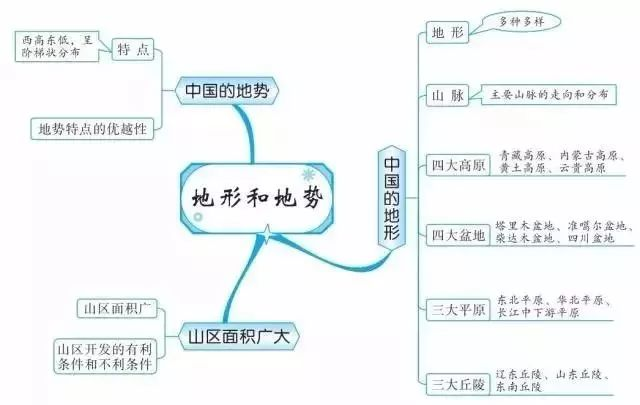 地形和地势
中国的地势
特点
西高东低，呈
阶梯状分布
地势特点的优越性
山区面积广大
山区面积广
山区开发的有利
条件和不利条件
中国的地形
地形
多种多样
山脉
主要山脉的走向和分布
四大高原
青藏高原、内蒙古高原、
黄土高原、云贵高原
四大盆地
塔里木盆地、准噶尔盆地、
柴达木盆地、四川盆地
三大平原
东北平原、华北平原、
长江中下游平原
三大丘陵
辽东丘陵、山东丘陵、
东南丘陵